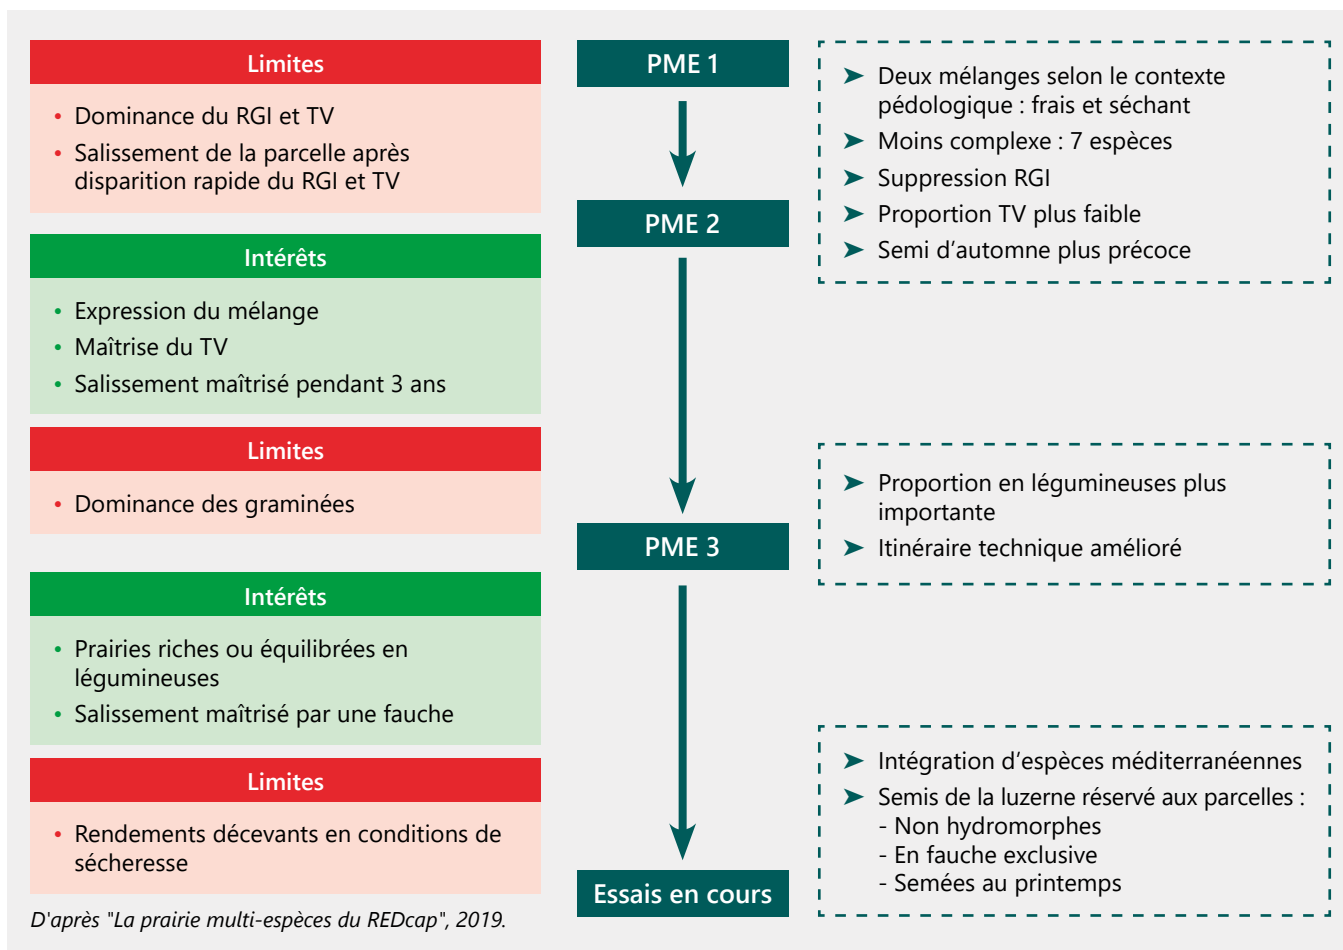 Limites
• Dominance du RGI et TV
• Salissement de la parcelle après
disparition rapide du RGI et TV
Intérêts
• Expression du mélange
• Maîtrise du TV
• Salissement maîtrisé pendant 3 ans
Limites
• Dominance des graminées
Intérêts
• Prairies riches ou équilibrées en
légumineuses
• Salissement maîtrisé par une fauche
Limites
• Rendements décevants en conditions de
sécheresse
D'après "La prairie multi-espèces du REDcap", 2019.
PME 1
PME 2
PME 3
Essais en cours
➤ Deux mélanges selon le contexte
pédologique : frais et séchant
➤ Moins complexe : 7 espèces
➤ Suppression RGI
➤ Proportion TV plus faible
➤ Semi d’automne plus précoce
➤ Proportion en légumineuses plus
importante
➤ Itinéraire technique amélioré
➤ Intégration d’espèces méditerranéennes
➤ Semis de la luzerne réservé aux parcelles :
- Non hydromorphes
- En fauche exclusive
- Semées au printemps